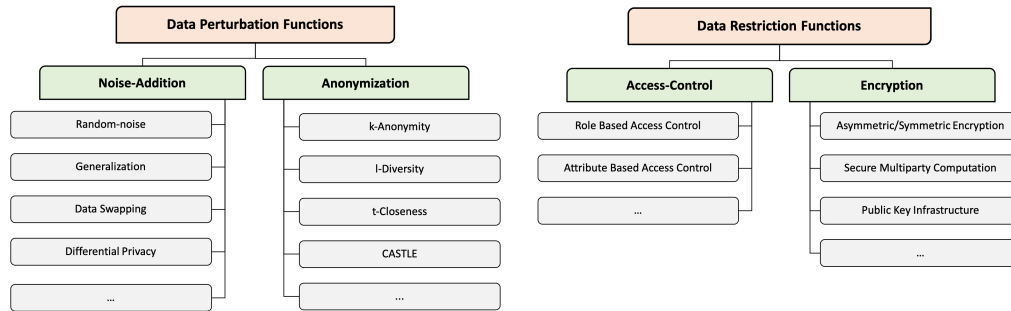 Data Perturbation Functions
Noise-Addition
Random-noise
Generalization
Data Swapping
Differential Privacy
...
Anonymization
k-Anonymity
l-Diversity
t-Closeness
CASTLE
...
Data Restriction Functions
Access-Control
Role Based Access Control
Attribute Based Access Control
...
Encryption
Asymmetric/Symmetric Encryption
Secure Multiparty Computation
Public Key Infrastructure
...